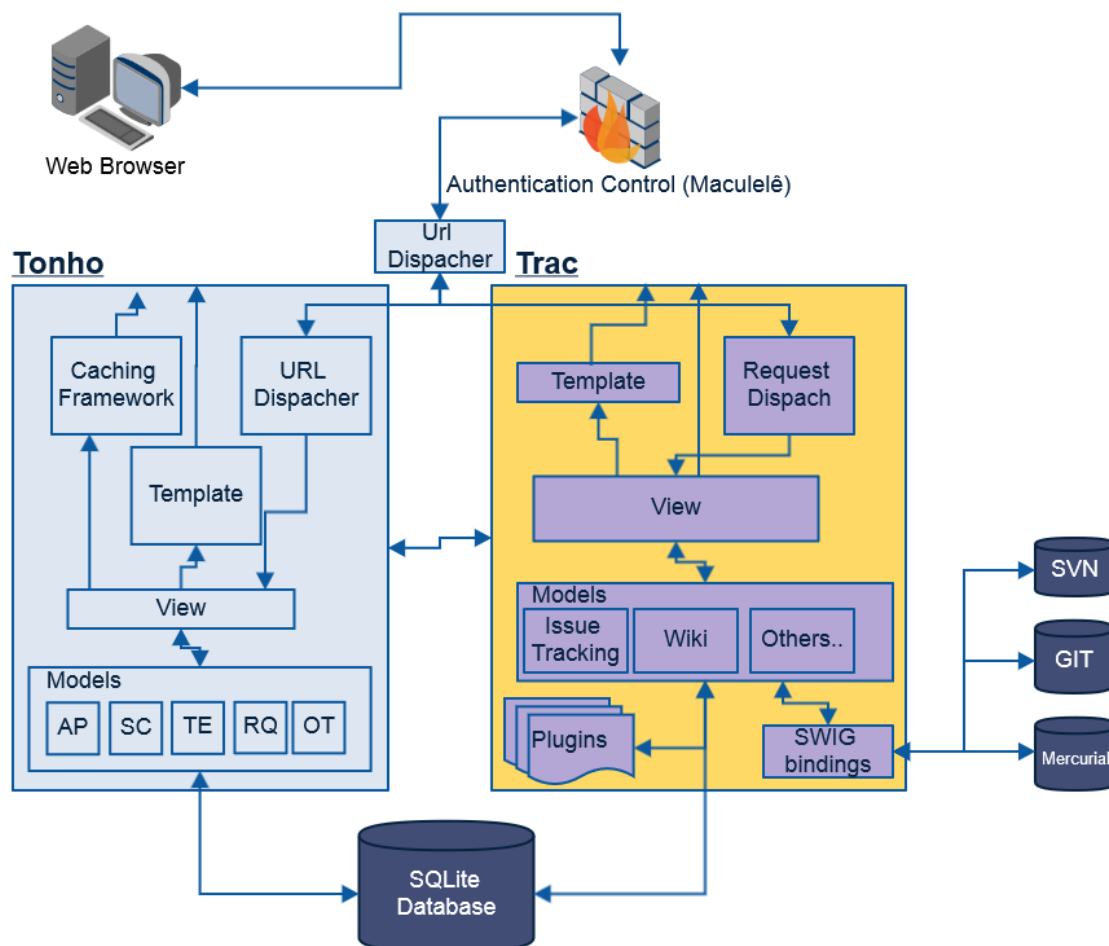 Web Browser
Authentication Control (Maculelê)
Url
Dispacher
Tonho
Trac
Caching
Framework
URL
Dispacher
Template
View
Models
AP
SC
TE
RQ
OT
Template
Request
Dispach
View
Models
Issue
Tracking
Wiki
Others..
Plugins
SWIG
bindings
SVN
GIT
Mercurial
SQLite
Database